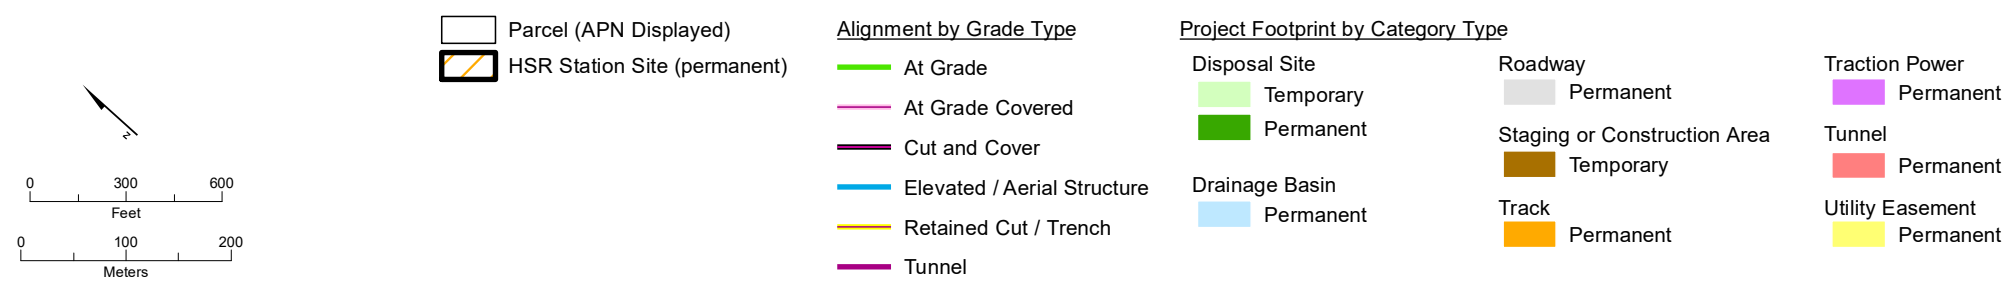 N
0 300 600
Feet
0 100 200
Meters
Parcel (APN Displayed)
HSR Station Site (permanent)
Alignment by Grade Type
At Grade
At Grade Covered
Cut and Cover
Elevated / Aerial Structure
Retained Cut / Trench
Tunnel
Project Footprint by Category Type
Disposal Site
Temporary
Permanent
Drainage Basin
Permanent
Roadway
Permanent
Staging or Construction Area
Temporary
Track
Permanent
Traction Power
Permanent
Tunnel
Permanent
Utility Easement
Permanent